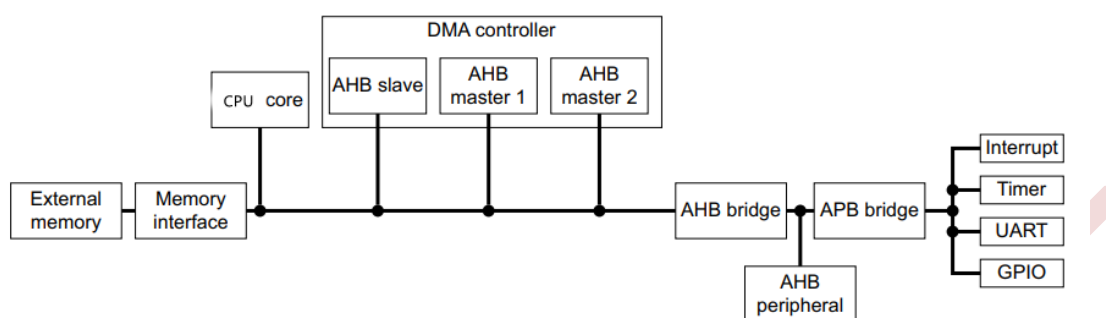 DMA controller
AHB slave
AHB
master 1
AHB
master 2
CPU core
Interrupt
Timer
UART
GPIO
External
memory
Memory
interface
AHB bridge
APB bridge
AHB
peripheral